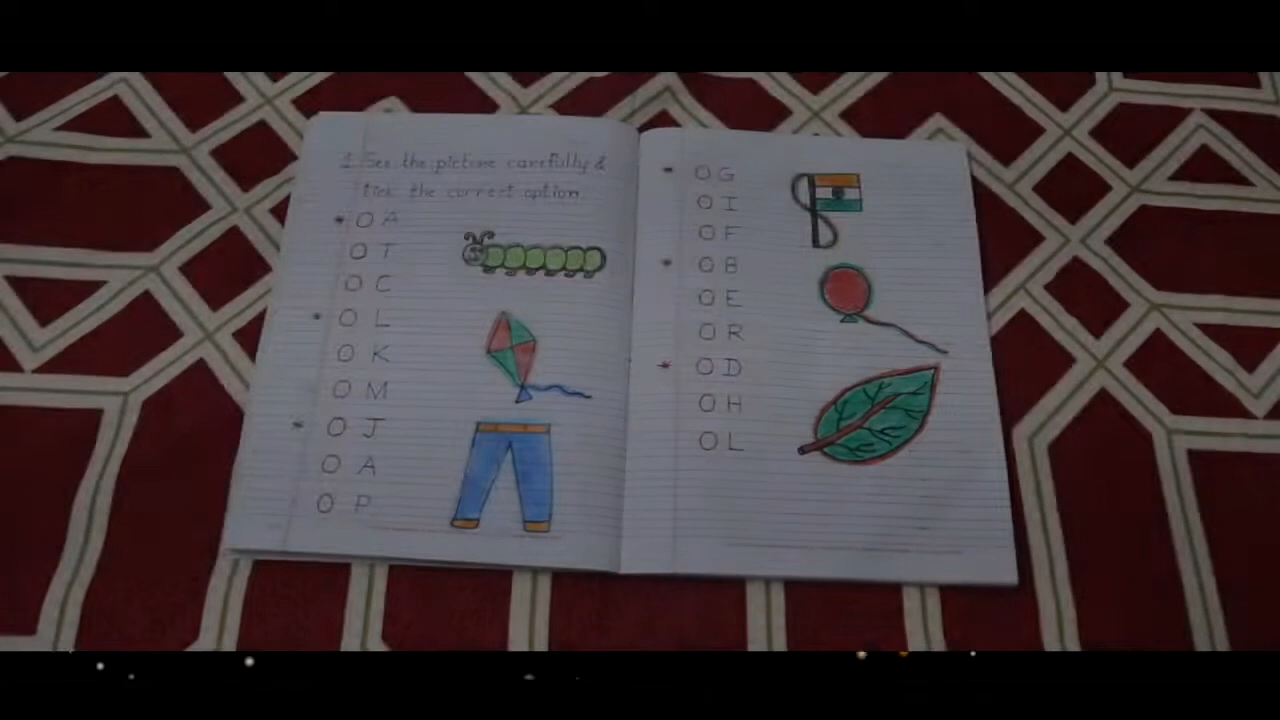 1. See the picture carefully &
tick the correct option.
* O A
O T
O C
* O L
O K
O M
* O J
O A
O P
* O G
O I
O F
* O B
O E
O R
* O D
O H
O L